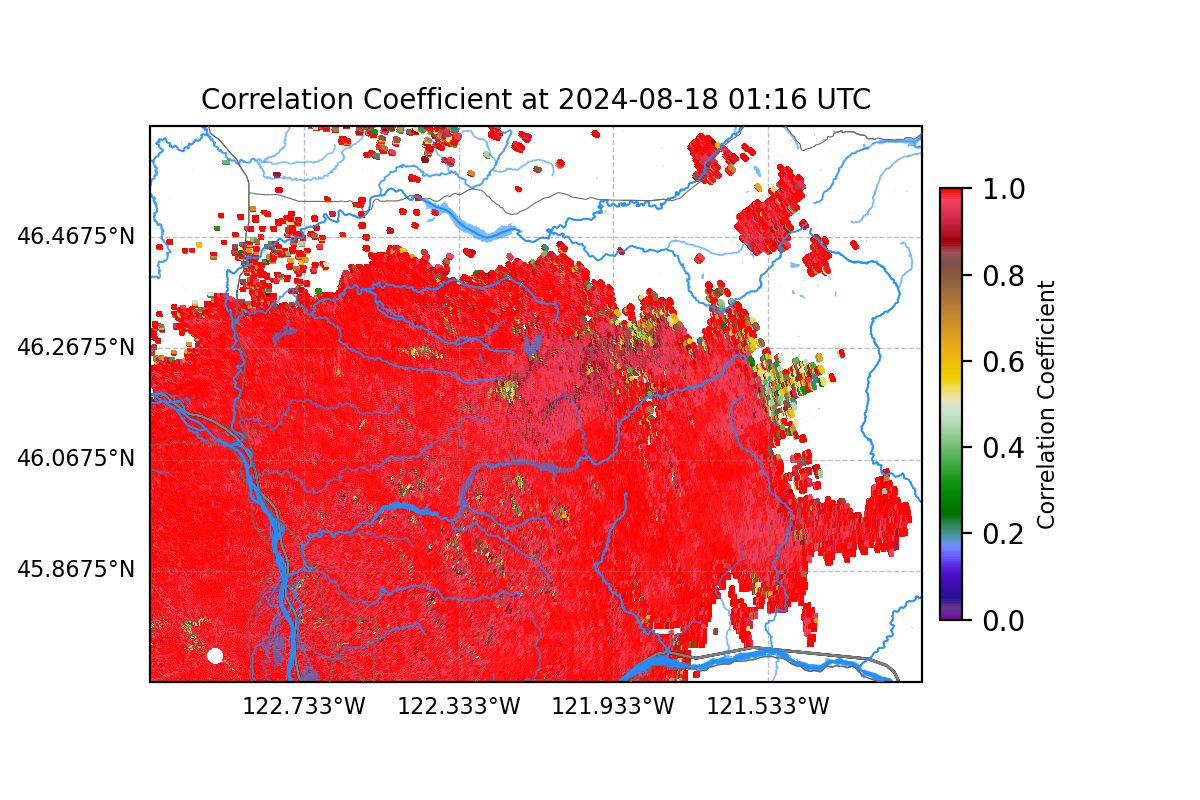 Correlation Coefficient at 2024-08-18 01:16 UTC
46.4675°N
46.2675°N
46.0675°N
45.8675°N
122.733°W
122.333°W
121.933°W
121.533°W
1.0
0.8
0.6
0.4
0.2
0.0
Correlation Coefficient